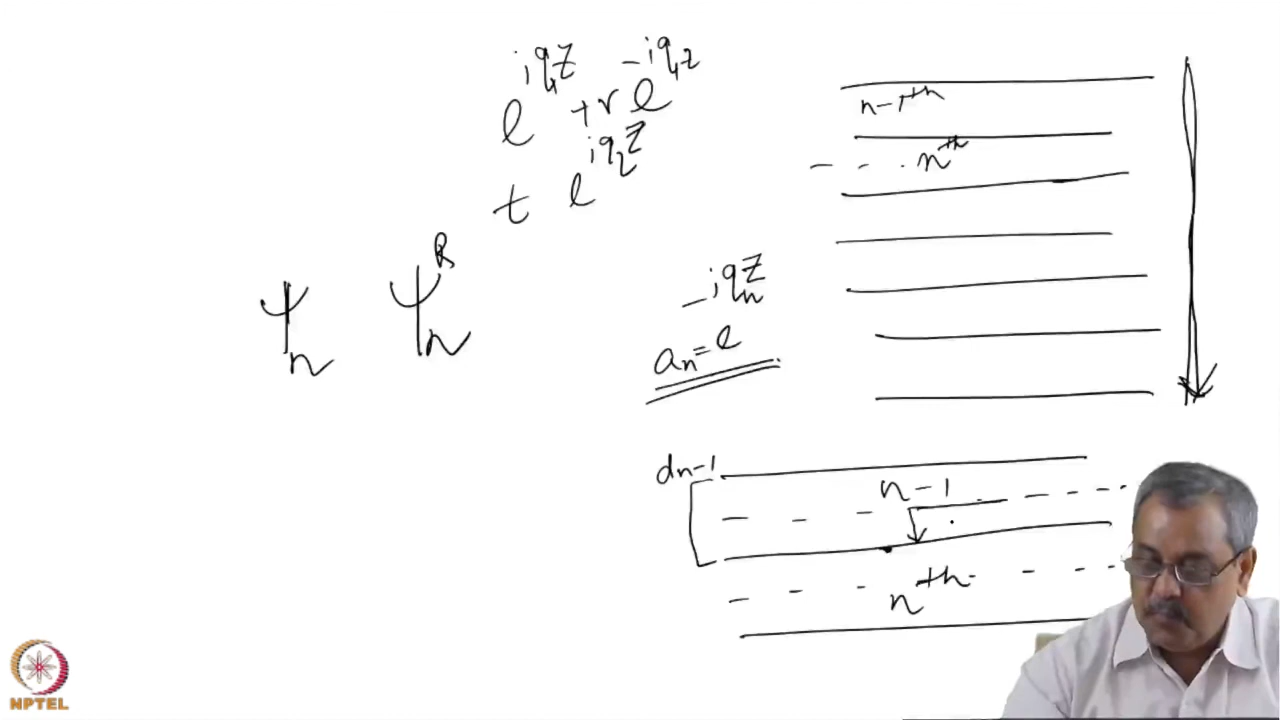 e^{iq_1z} + r e^{-iq_1z}
t e^{iq_2z}
n-1^{th}
n^{th}
ψ_n ψ_n^R
a_n = e^{-iq_nz}
d_{n-1}
n-1
n^{th}
NPTEL